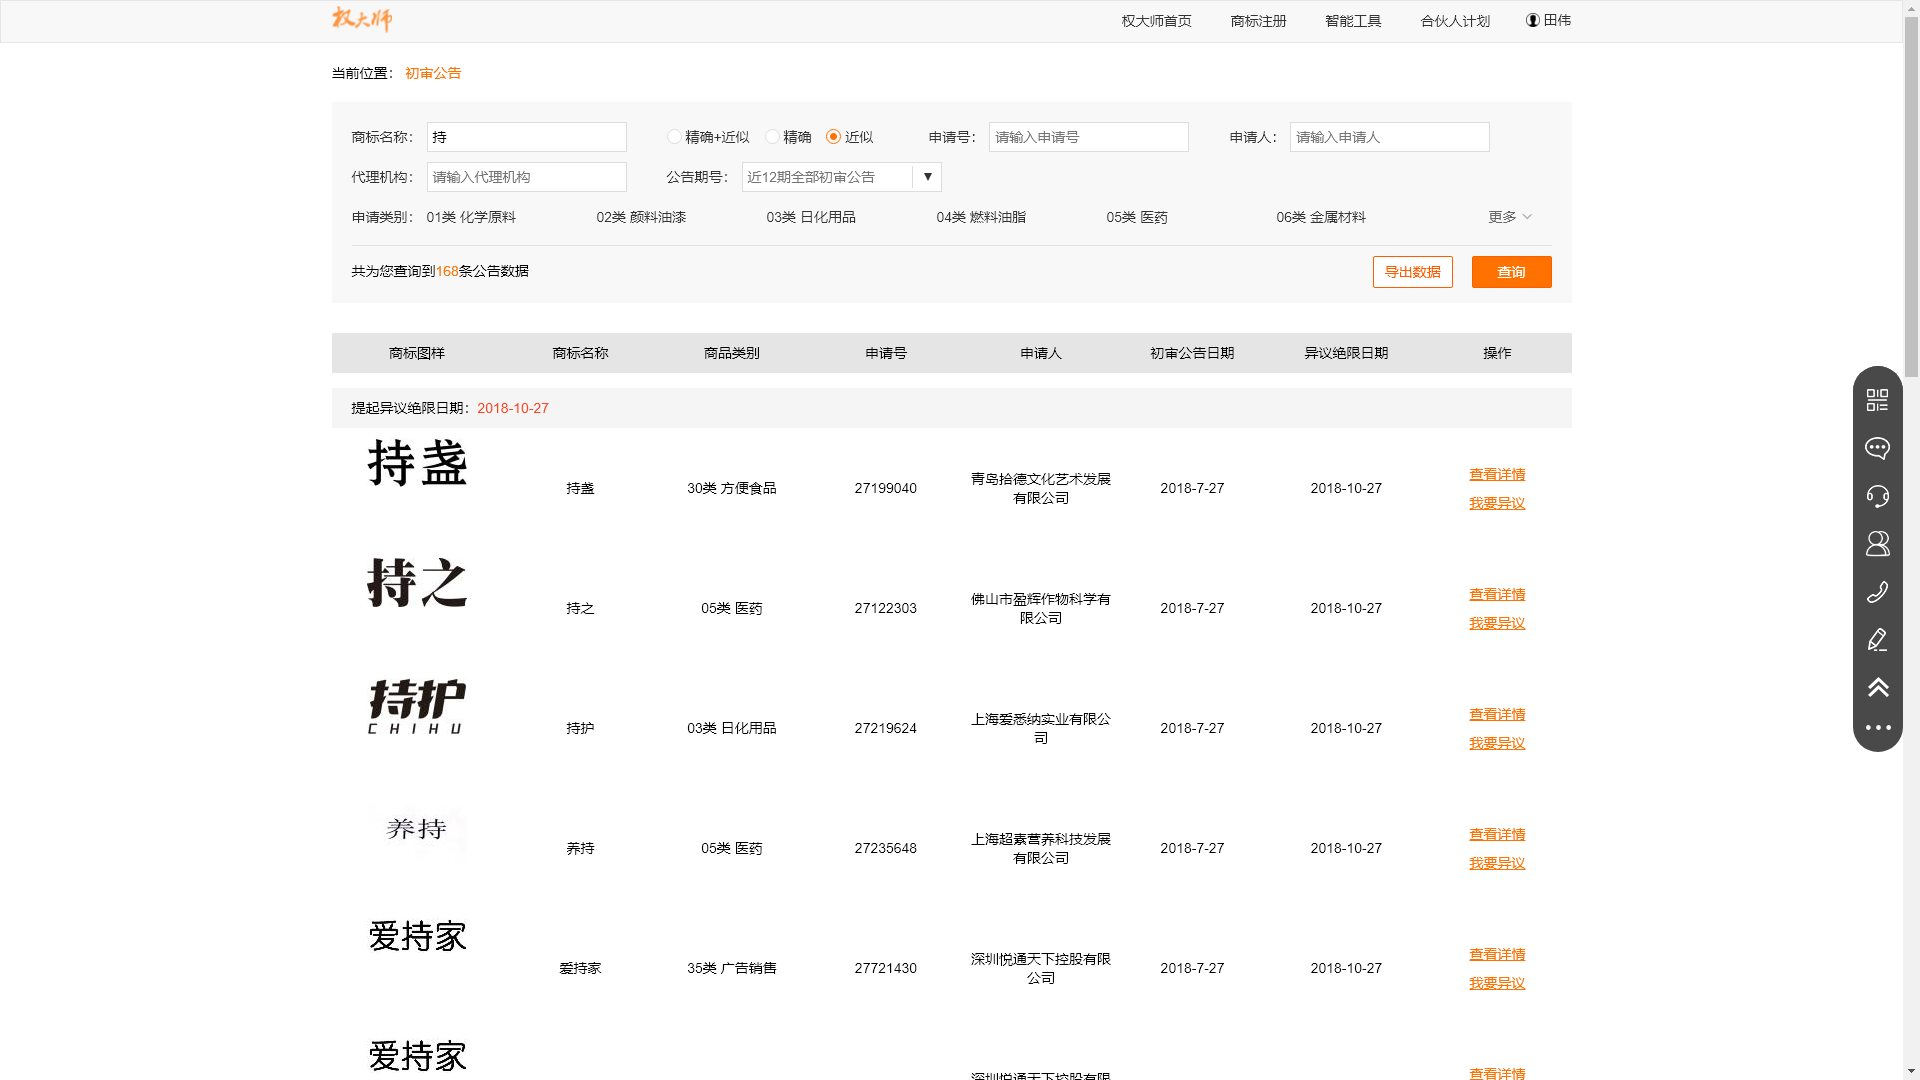 权大师
权大师首页 商标注册 智能工具 合伙人计划 田伟
当前位置： 初审公告
商标名称： 持 精确+近似 精确 近似 申请号： 请输入申请号 申请人： 请输入申请人
代理机构： 请输入代理机构 公告期号： 近12期全部初审公告 ▼
申请类别： 01类 化学原料 02类 颜料油漆 03类 日化用品 04类 燃料油脂 05类 医药 06类 金属材料 更多
共为您查询到168条公告数据 导出数据 查询
商标图样 商标名称 商品类别 申请号 申请人 初审公告日期 异议绝限日期 操作
提起异议绝限日期：2018-10-27
持盏
持盏 30类 方便食品 27199040 青岛拾德文化艺术发展
有限公司 2018-7-27 2018-10-27 查看详情
我要异议
持之
持之 05类 医药 27122303 佛山市盈辉作物科学有
限公司 2018-7-27 2018-10-27 查看详情
我要异议
持护
CHIHU
持护 03类 日化用品 27219624 上海爱悉纳实业有限公
司 2018-7-27 2018-10-27 查看详情
我要异议
养持
养持 05类 医药 27235648 上海超素营养科技发展
有限公司 2018-7-27 2018-10-27 查看详情
我要异议
爱持家
爱持家 35类 广告销售 27721430 深圳悦通天下控股有限
公司 2018-7-27 2018-10-27 查看详情
我要异议
爱持家
深圳悦通天下控股有限
查看详情